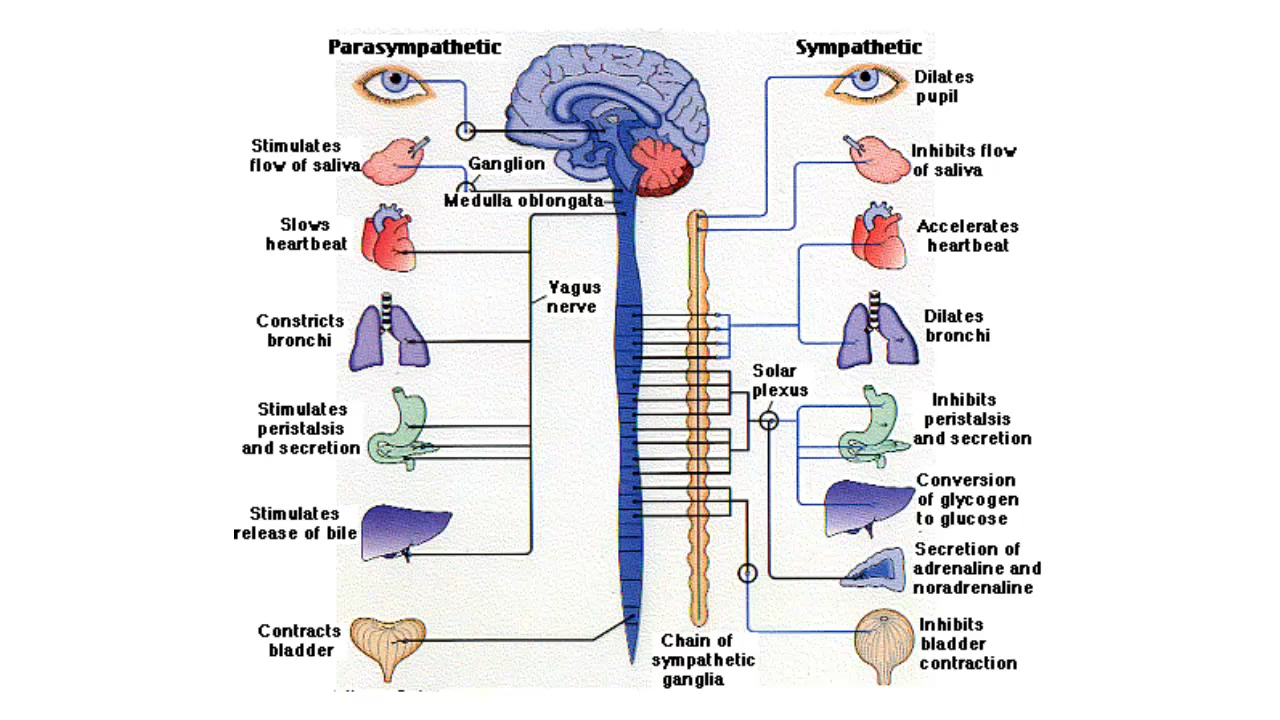 Parasympathetic
Sympathetic
Dilates
pupil
Stimulates
flow of saliva
Ganglion
Medulla oblongata
Inhibits flow
of saliva
Slows
heartbeat
Accelerates
heartbeat
Vagus
nerve
Constricts
bronchi
Dilates
bronchi
Solar
plexus
Stimulates
peristalsis
and secretion
Inhibits
peristalsis
and secretion
Stimulates
release of bile
Conversion
of glycogen
to glucose
Secretion of
adrenaline and
noradrenaline
Contracts
bladder
Chain of
sympathetic
ganglia
Inhibits
bladder
contraction